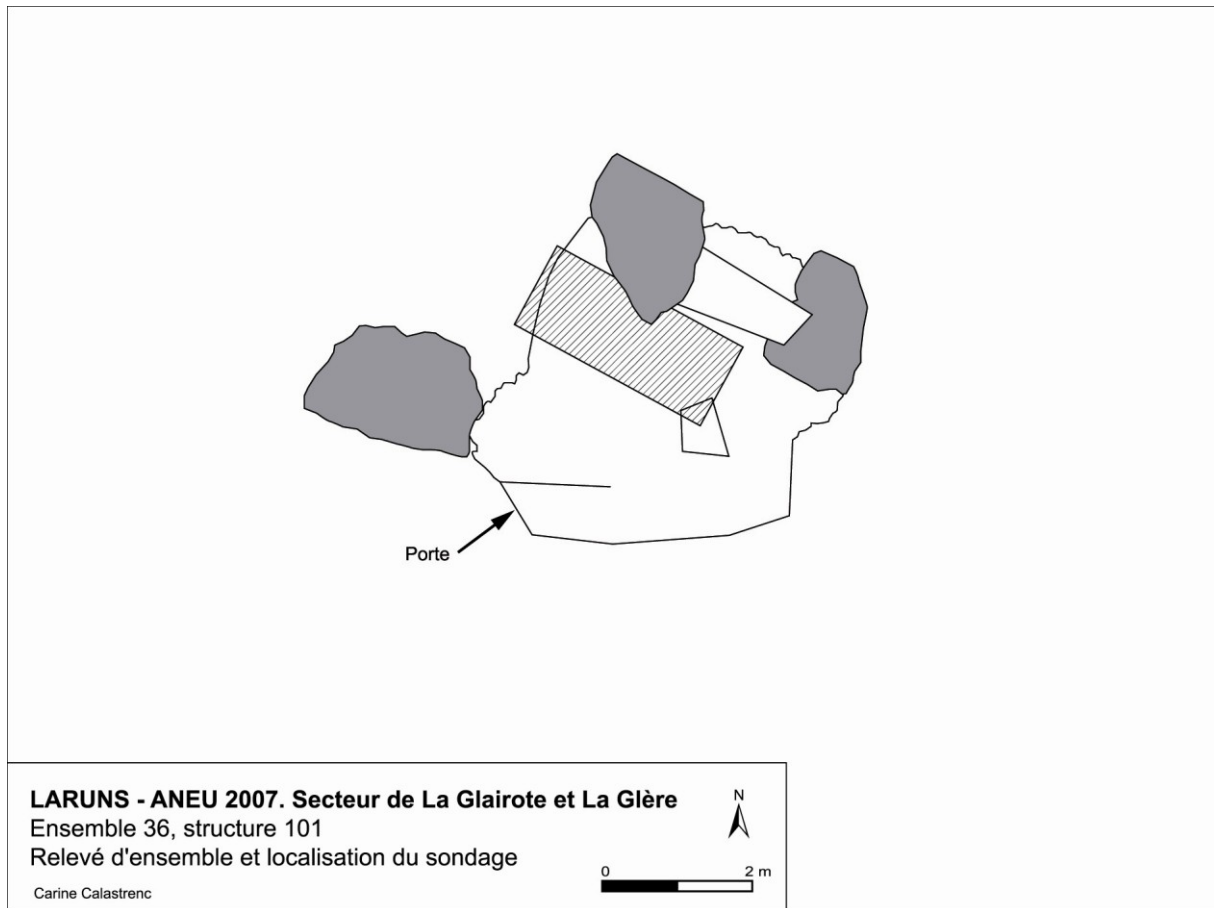 Porte
LARUNS - ANEU 2007. Secteur de La Glairote et La Glère
Ensemble 36, structure 101
Relevé d'ensemble et localisation du sondage
Carine Calastrenc
N
0 2 m